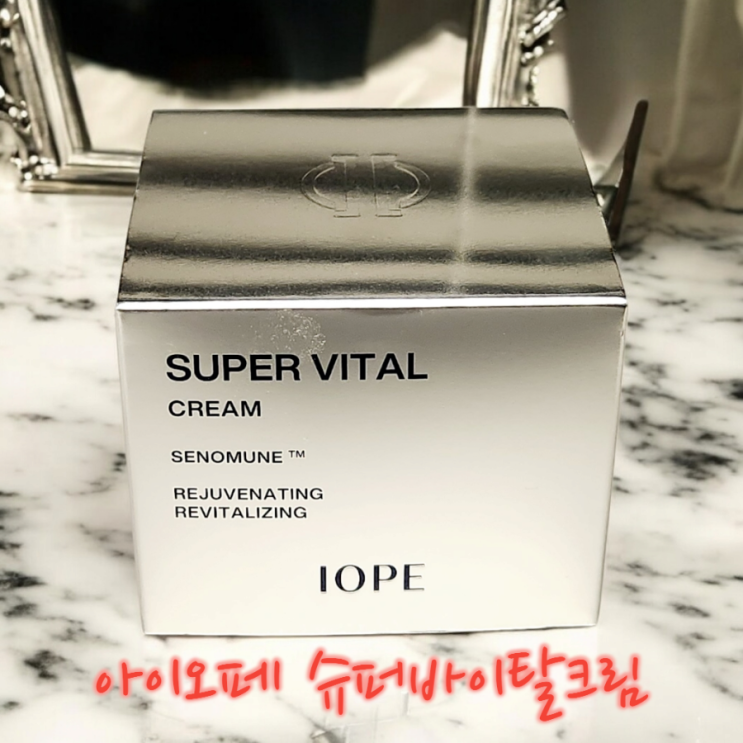 SUPER VITAL
CREAM
SENOMUNE ™
REJUVENATING
REVITALIZING
IOPE
아이오페 슈퍼바이탈크림